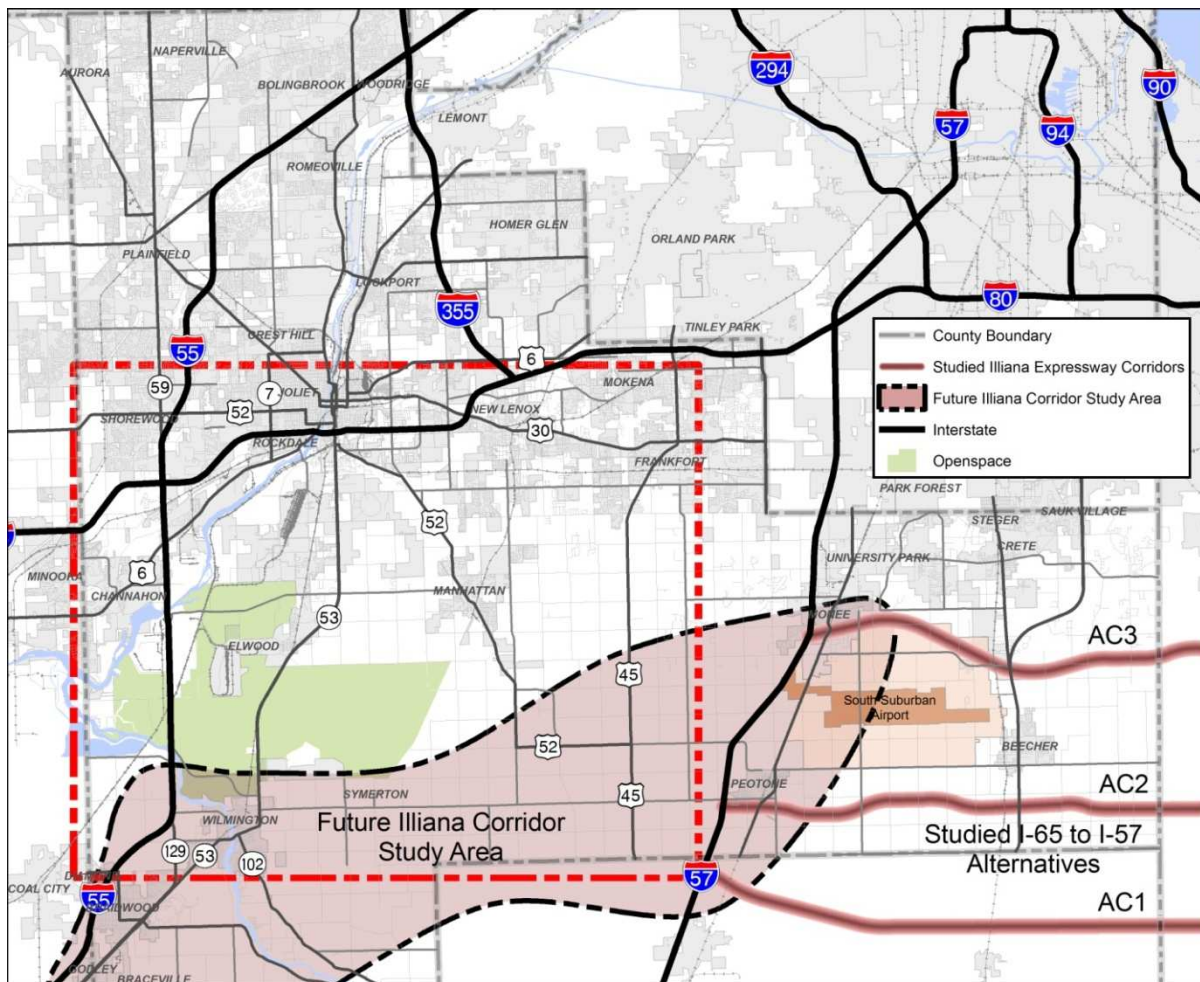 NAPERVILLE
AURORA
BOLINGBROOK
WOODRIDGE
LEMONT
294
90
57
94
ROMEOVILLE
HOMER GLEN
ORLAND PARK
PLAINFIELD
LOCKPORT
355
80
CREST HILL
TINLEY PARK
55
6
MOKENA
59
7
JOLIET
52
SHOREWOOD
NEW LENOX
30
ROCKDALE
FRANKFORT
County Boundary
Studied Illiana Expressway Corridors
Future Illiana Corridor Study Area
Interstate
Openspace
PARK FOREST
SAUK VILLAGE
STEGER
CRETE
52
UNIVERSITY PARK
MINOOKA
6
CHANNAHON
MANHATTAN
53
MONEE
ELWOOD
AC3
45
South Suburban
Airport
52
BEECHER
AC2
SYMERTON
45
PEOTONE
WILMINGTON
Future Illiana Corridor
Study Area
Studied I-65 to I-57
Alternatives
129
53
102
57
COAL CITY
55
BRAIDWOOD
AC1
GODLEY
BRACEVILLE